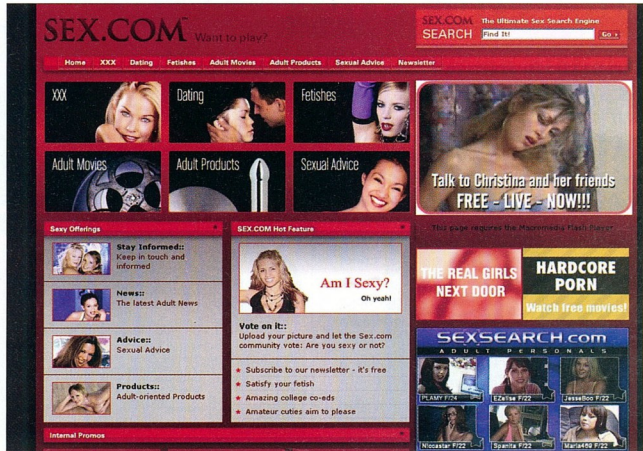 SEX.COM
Want to play?
SEX.COM The Ultimate Sex Search Engine
SEARCH Find It! Go
Home XXX Dating Fetishes Adult Movies Adult Products Sexual Advice Newsletter
XXX
Dating
Fetishes
Adult Movies
Adult Products
Sexual Advice
Talk to Christina and her friends
FREE - LIVE - NOW!!!
This page requires the Macromedia Flash Player
Sexy Offerings
Stay Informed::
Keep in touch and
informed
News::
The latest Adult News
Advice::
Sexual Advice
Products::
Adult-oriented Products
SEX.COM Hot Feature
Am I Sexy?
Oh yeah!
Vote on it::
Upload your picture and let the Sex.com
community vote: Are you sexy or not?
Subscribe to our newsletter - it's free
Satisfy your fetish
Amazing college co-ads
Amateur cuties aim to please
THE REAL GIRLS
NEXT DOOR
HARDCORE
PORN
Watch free movies!
SEXSEARCH.com
ADULT PERSONALS
PLAMY F/24 EZelise F/22 JesseBoo F/22
Niccastar F/22 Spanita F/22 Maria469 F/22
Internal Promos